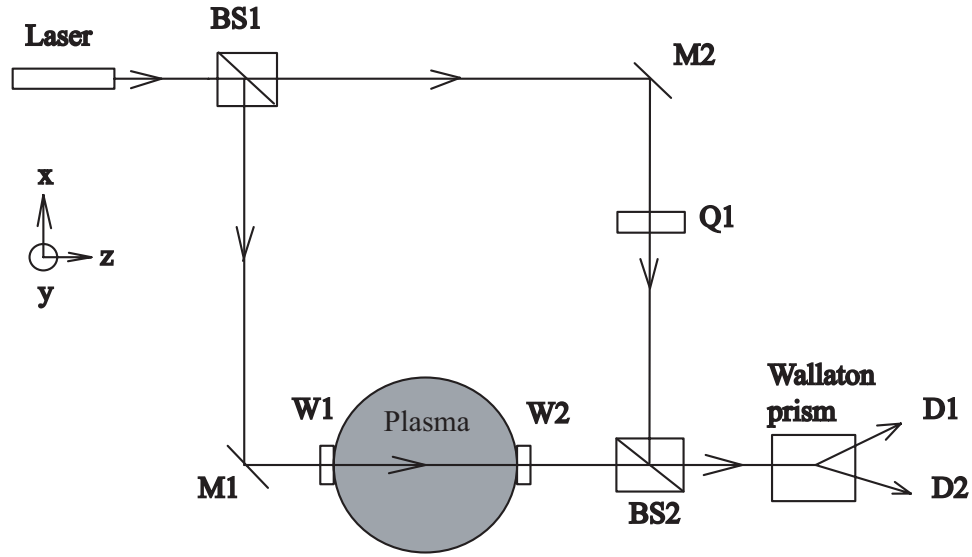 BS1
Laser
M2
x
Q1
z
y
Wallaton
prism
W1
Plasma
W2
D1
M1
D2
BS2